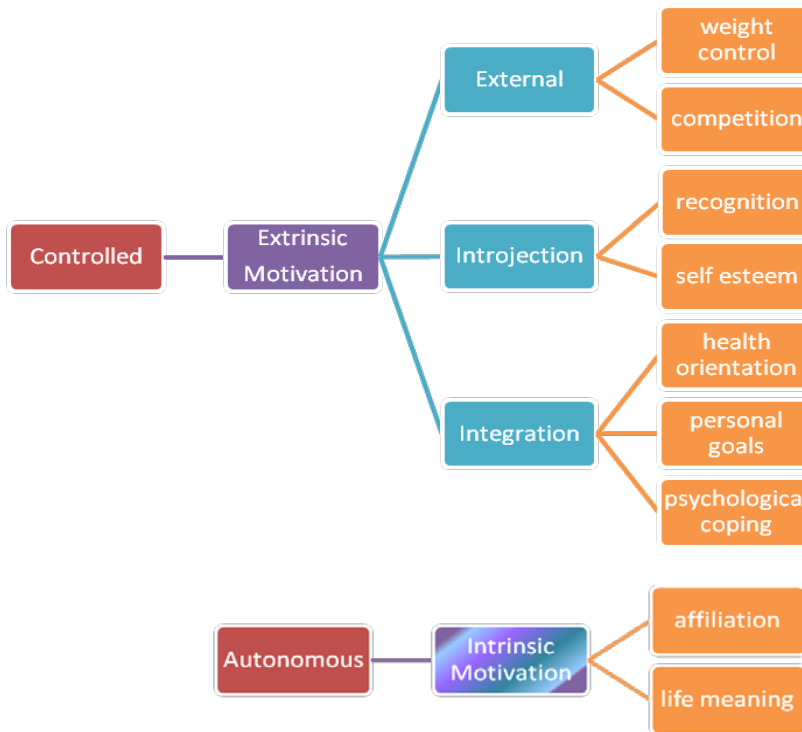 weight
control
External
competition
recognition
Extrinsic
Motivation
Controlled
Introjection
self esteem
health
orientation
Integration
personal
goals
psychologica
coping
affiliation
Autonomous
Intrinsic
Motivation
life meaning